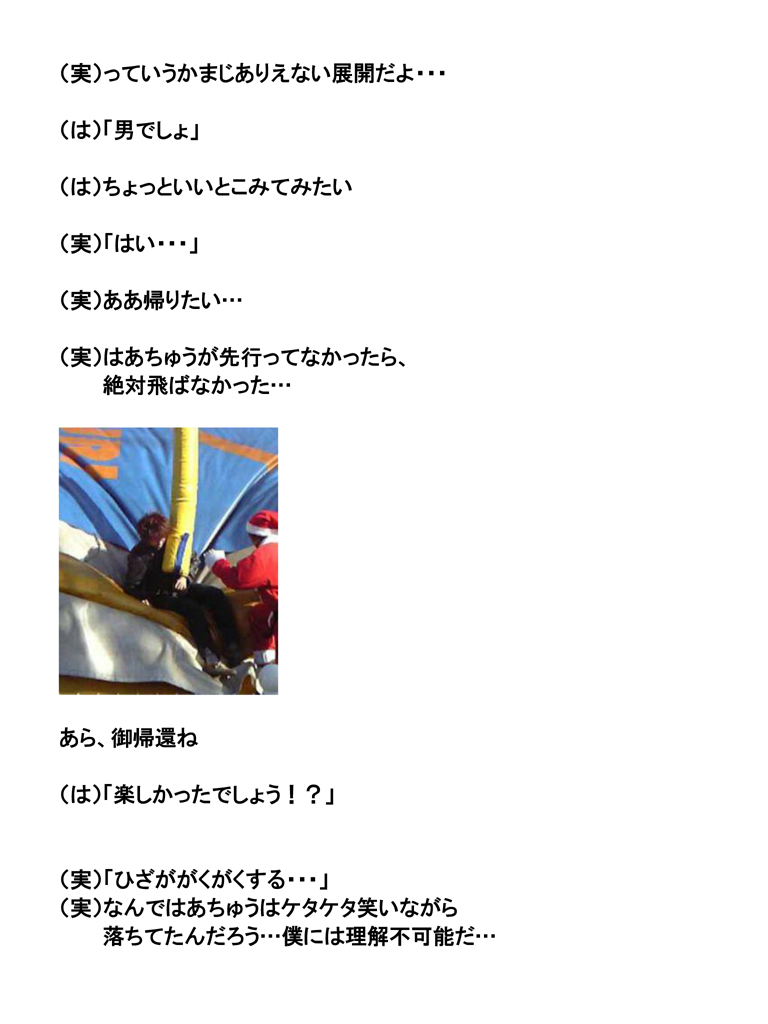 (実)っていうかまじありえない展開だよ・・・
(は)「男でしょ」
(は)ちょっといいとこみてみたい
(実)「はい・・・」
(実)ああ帰りたい…
(実)はあちゅうが先行ってなかったら、
絶対飛ばなかった…
あら、御帰還ね
(は)「楽しかったでしょう！？」
(実)「ひざががくがくする・・・」
(実)なんではあちゅうはケタケタ笑いながら
落ちてたんだろう…僕には理解不可能だ…